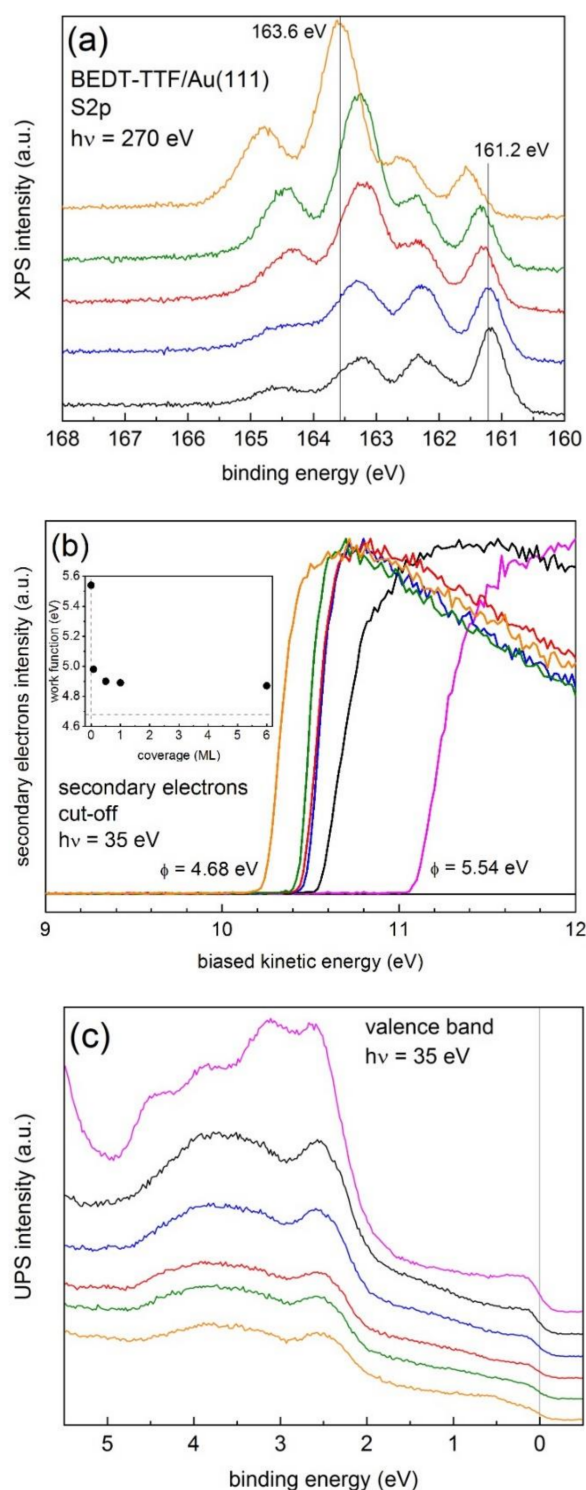 (a)
163.6 eV
BEDT-TTF/Au(111)
S2p
hν = 270 eV
161.2 eV
XPS intensity (a.u.)
168 167 166 165 164 163 162 161 160
binding energy (eV)
(b)
secondary electrons intensity (a.u.)
5.6
5.4
5.2
5.0
4.8
4.6
work function (eV)
0 1 2 3 4 5 6
coverage (ML)
secondary electrons
cut-off
hν = 35 eV
ϕ = 4.68 eV
ϕ = 5.54 eV
9 10 11 12
biased kinetic energy (eV)
(c)
valence band
hν = 35 eV
UPS intensity (a.u.)
5 4 3 2 1 0
binding energy (eV)